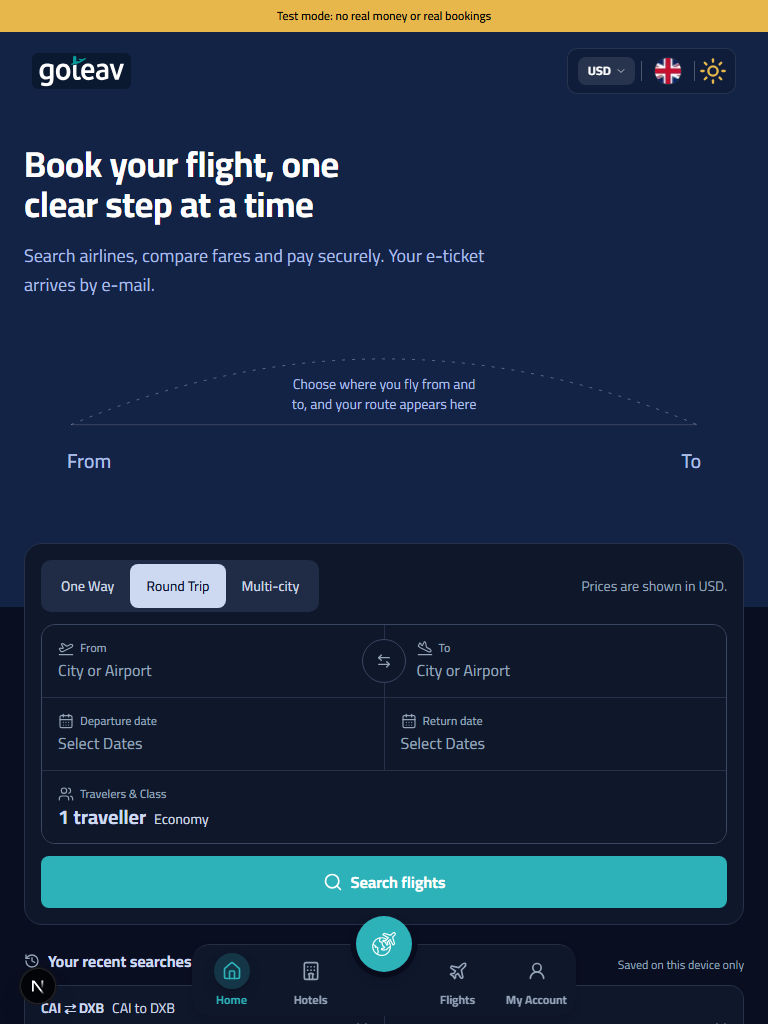 Test mode: no real money or real bookings
goleav
USD
Book your flight, one
clear step at a time
Search airlines, compare fares and pay securely. Your e-ticket
arrives by e-mail.
Choose where you fly from and
to, and your route appears here
From
To
One Way
Round Trip
Multi-city
Prices are shown in USD.
From
City or Airport
To
City or Airport
Departure date
Select Dates
Return date
Select Dates
Travelers & Class
1 traveller Economy
Search flights
Your recent searches
Saved on this device only
N
CAI ⇄ DXB CAI to DXB
Home
Hotels
Flights
My Account